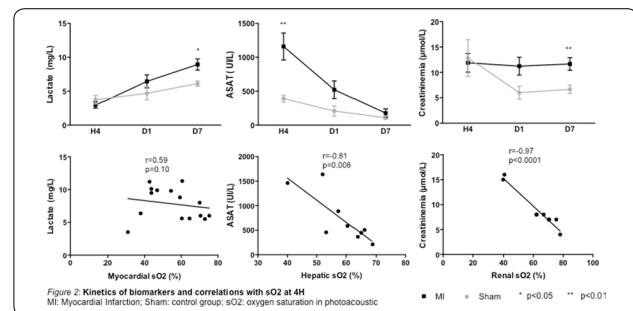 Lactate (mg/L)
15
10
5
0
*
H4 D1 D7
ASAT ( UI/L)
1500
1000
500
0
**
H4 D1 D7
Creatininemia (µmol/L)
20
15
10
5
0
**
H4 D1 D7
Lactate (mg/L)
15
10
5
0
r=0.59
p=0.10
20 40 60 80
Myocardial sO2 (%)
ASAT (UI/L)
2000
1500
1000
500
0
r=-0.81
p=0.008
30 40 50 60 70 80
Hepatic sO2 (%)
Creatininemia (µmol/L)
20
15
10
5
0
r=-0.97
p<0.0001
20 40 60 80 100
Renal sO2 (%)
Figure 2: Kinetics of biomarkers and correlations with sO2 at 4H
MI: Myocardial Infarction; Sham: control group; sO2: oxygen saturation in photoacoustic
MI Sham * p<0.05 ** p<0.01